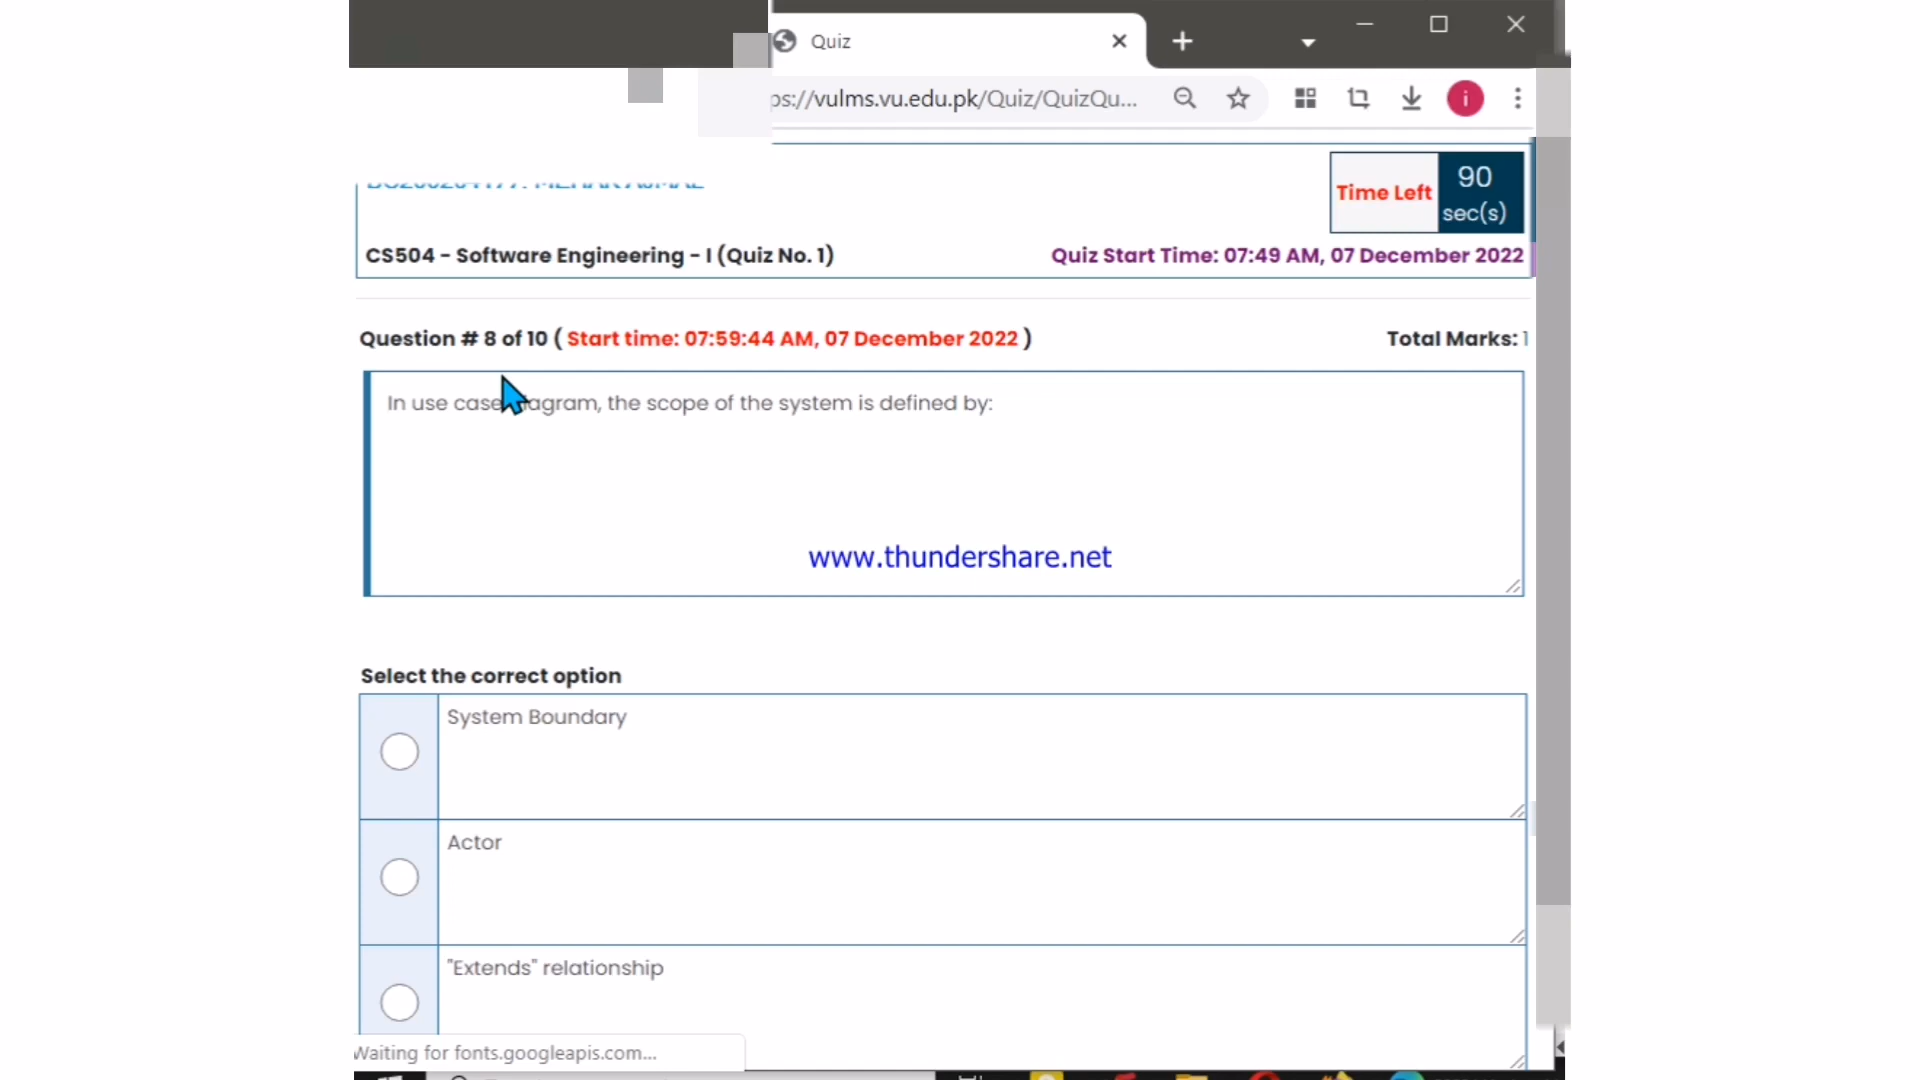 Quiz
ps://vulms.vu.edu.pk/Quiz/QuizQu...
i
Time Left
90
sec(s)
CS504 - Software Engineering - I (Quiz No. 1)
Quiz Start Time: 07:49 AM, 07 December 2022
Question # 8 of 10 ( Start time: 07:59:44 AM, 07 December 2022 )
Total Marks: 1
In use case diagram, the scope of the system is defined by:
www.thundershare.net
Select the correct option
System Boundary
Actor
"Extends" relationship
Waiting for fonts.googleapis.com...